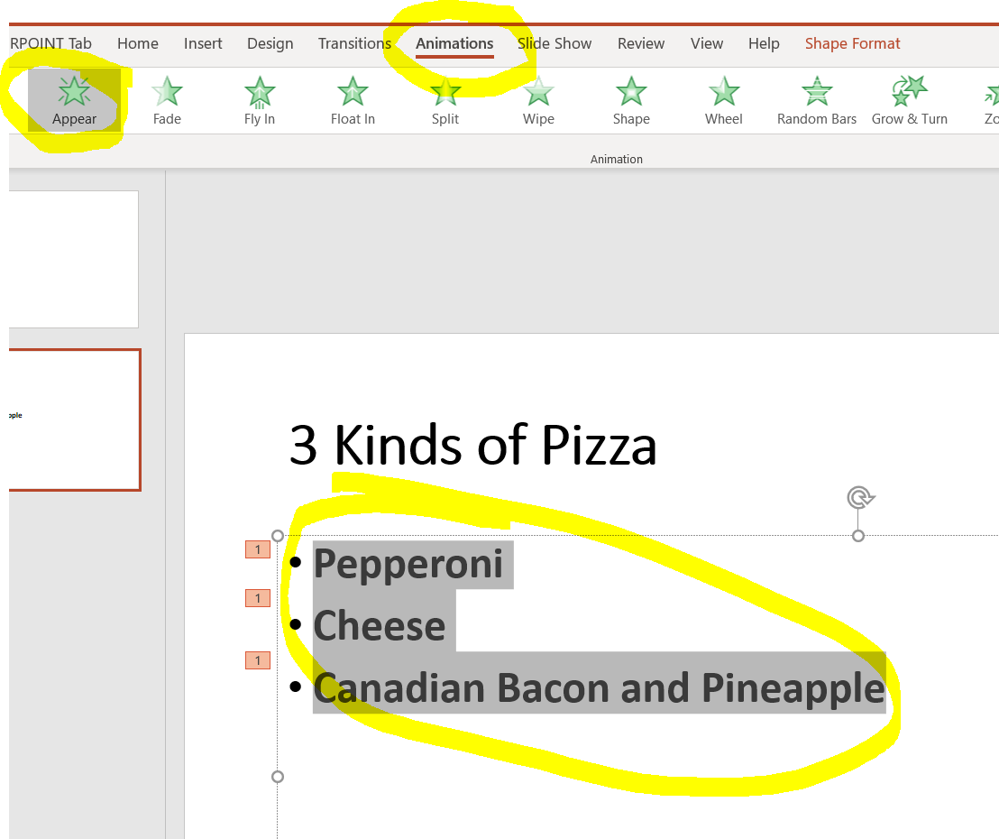 RPOINT Tab Home Insert Design Transitions Animations Slide Show Review View Help Shape Format
Appear Fade Fly In Float In Split Wipe Shape Wheel Random Bars Grow & Turn
Animation
3 Kinds of Pizza
1 • Pepperoni
1 • Cheese
1 • Canadian Bacon and Pineapple